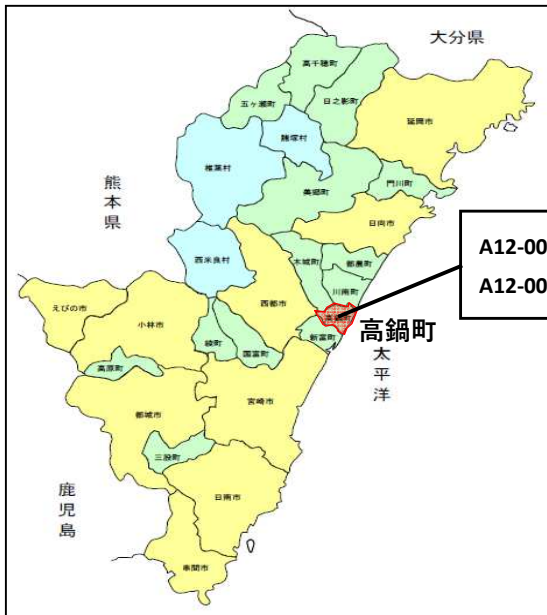 大分県
高千穂町
日之影町
五ヶ瀬町
延岡市
諸塚村
椎葉村
熊本県
美郷町
門川町
日向市
西米良村
木城町
都農町
A12-00
川南町
A12-00
西都市
えびの市
小林市
高鍋町
新富町
太平洋
綾町
国富町
高原町
宮崎市
都城市
三股町
鹿児島
日南市
串間市